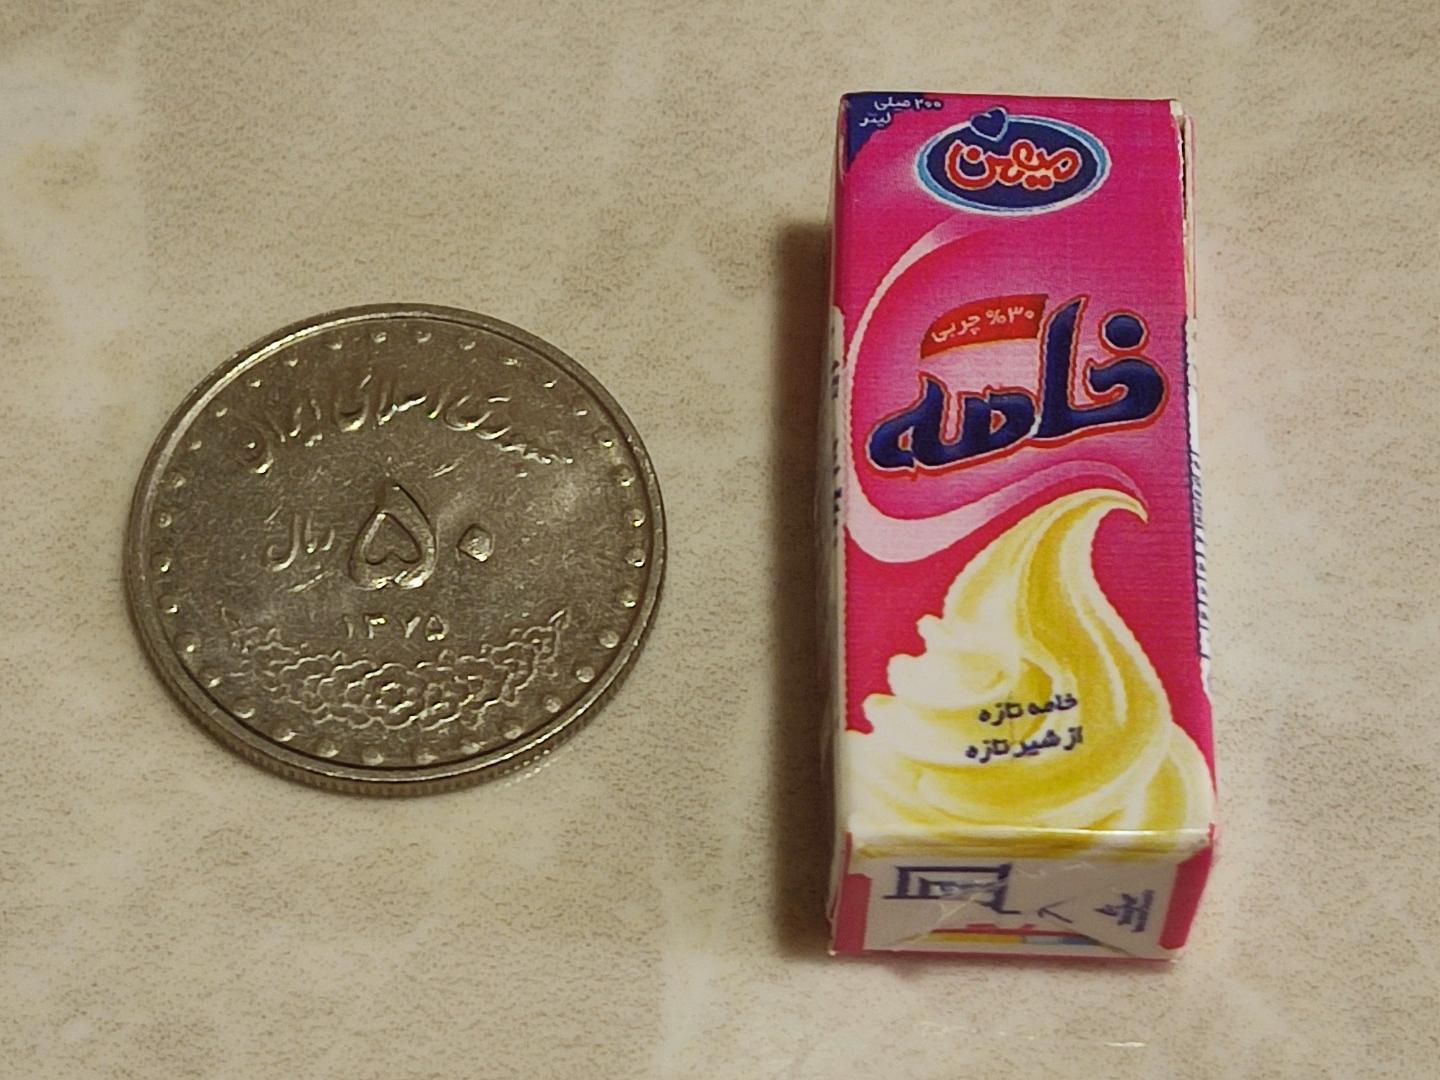 جمهوری اسلامی ایران
۵۰ ریال
۱۳۷۵
۲۰۰ میلی
لیتر
میهن
۳۰% چربی
خامه
خامه تازه
از شیر تازه